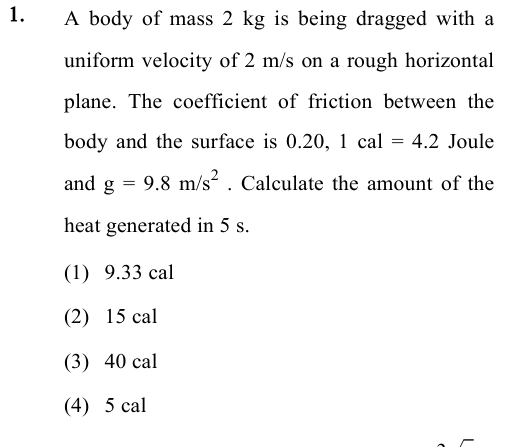 1. A body of mass 2 kg is being dragged with a
uniform velocity of 2 m/s on a rough horizontal
plane. The coefficient of friction between the
body and the surface is 0.20, 1 cal = 4.2 Joule
and g = 9.8 m/s² . Calculate the amount of the
heat generated in 5 s.
(1) 9.33 cal
(2) 15 cal
(3) 40 cal
(4) 5 cal